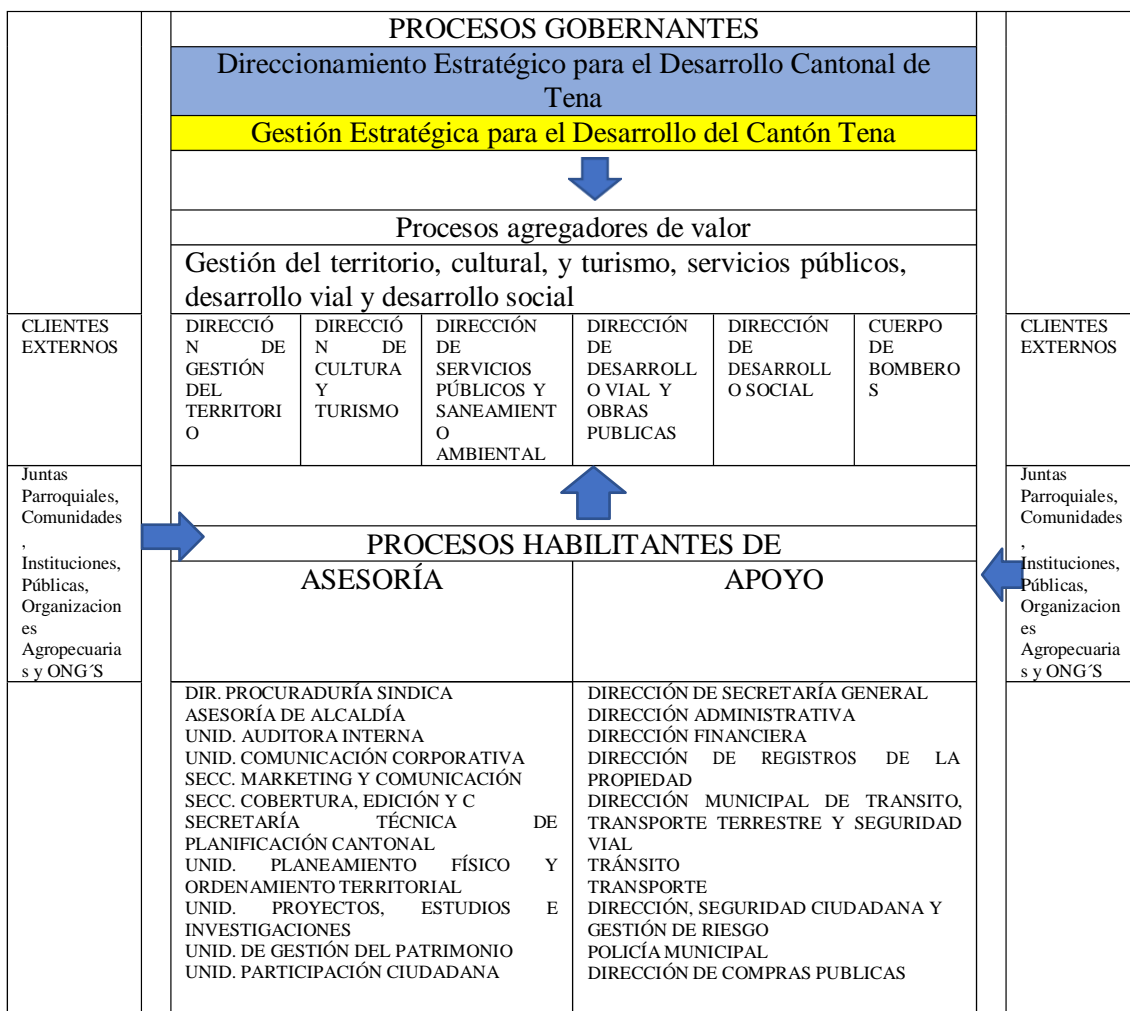 PROCESOS GOBERNANTES
Direccionamiento Estratégico para el Desarrollo Cantonal de
Tena
Gestión Estratégica para el Desarrollo del Cantón Tena
Procesos agregadores de valor
Gestión del territorio, cultural, y turismo, servicios públicos,
desarrollo vial y desarrollo social
CLIENTES
EXTERNOS
DIRECCIÓ
N DE
GESTIÓN
DEL
TERRITORI
O
DIRECCIÓ
N DE
CULTURA
Y
TURISMO
DIRECCIÓN
DE
SERVICIOS
PÚBLICOS Y
SANEAMIENT
O
AMBIENTAL
DIRECCIÓN
DE
DESARROLL
O VIAL Y
OBRAS
PUBLICAS
DIRECCIÓN
DE
DESARROLL
O SOCIAL
CUERPO
DE
BOMBERO
S
CLIENTES
EXTERNOS
Juntas
Parroquiales,
Comunidades
,
Instituciones,
Públicas,
Organizacion
es
Agropecuaria
s y ONG´S
PROCESOS HABILITANTES DE
ASESORÍA
APOYO
Juntas
Parroquiales,
Comunidades
,
Instituciones,
Públicas,
Organizacion
es
Agropecuaria
s y ONG´S
DIR. PROCURADURÍA SINDICA
ASESORÍA DE ALCALDÍA
UNID. AUDITORA INTERNA
UNID. COMUNICACIÓN CORPORATIVA
SECC. MARKETING Y COMUNICACIÓN
SECC. COBERTURA, EDICIÓN Y C
SECRETARÍA TÉCNICA DE
PLANIFICACIÓN CANTONAL
UNID. PLANEAMIENTO FÍSICO Y
ORDENAMIENTO TERRITORIAL
UNID. PROYECTOS, ESTUDIOS E
INVESTIGACIONES
UNID. DE GESTIÓN DEL PATRIMONIO
UNID. PARTICIPACIÓN CIUDADANA
DIRECCIÓN DE SECRETARÍA GENERAL
DIRECCIÓN ADMINISTRATIVA
DIRECCIÓN FINANCIERA
DIRECCIÓN DE REGISTROS DE LA
PROPIEDAD
DIRECCIÓN MUNICIPAL DE TRANSITO,
TRANSPORTE TERRESTRE Y SEGURIDAD
VIAL
TRÁNSITO
TRANSPORTE
DIRECCIÓN, SEGURIDAD CIUDADANA Y
GESTIÓN DE RIESGO
POLICÍA MUNICIPAL
DIRECCIÓN DE COMPRAS PUBLICAS